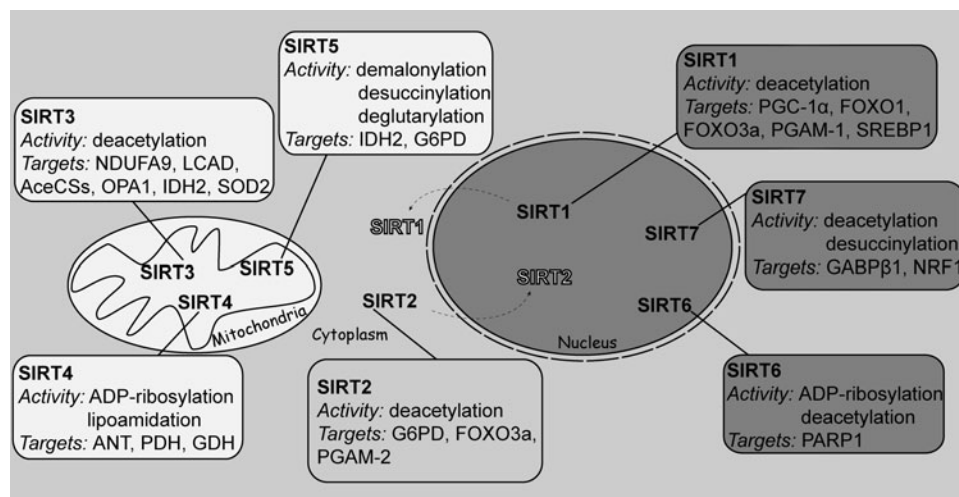 SIRT5
Activity: demalonylation
desuccinylation
deglutarylation
Targets: IDH2, G6PD
SIRT3
Activity: deacetylation
Targets: NDUFA9, LCAD,
AceCSs, OPA1, IDH2, SOD2
SIRT1
Activity: deacetylation
Targets: PGC-1α, FOXO1,
FOXO3a, PGAM-1, SREBP1
SIRT7
Activity: deacetylation
desuccinylation
Targets: GABPβ1, NRF1
SIRT3
SIRT5
SIRT4
Mitochondria
SIRT1
SIRT1
SIRT7
SIRT2
SIRT2
SIRT6
Cytoplasm
Nucleus
SIRT4
Activity: ADP-ribosylation
lipoamidation
Targets: ANT, PDH, GDH
SIRT2
Activity: deacetylation
Targets: G6PD, FOXO3a,
PGAM-2
SIRT6
Activity: ADP-ribosylation
deacetylation
Targets: PARP1